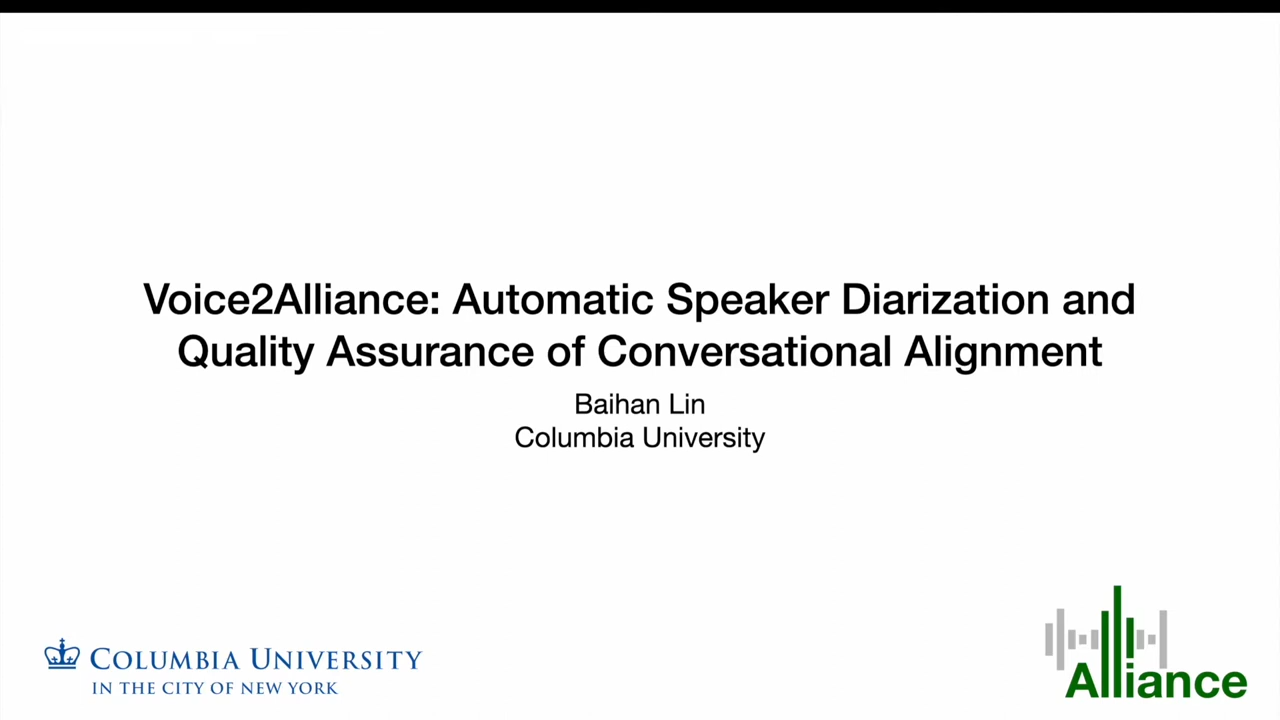 Voice2Alliance: Automatic Speaker Diarization and
Quality Assurance of Conversational Alignment
Baihan Lin
Columbia University
COLUMBIA UNIVERSITY
IN THE CITY OF NEW YORK
Alliance